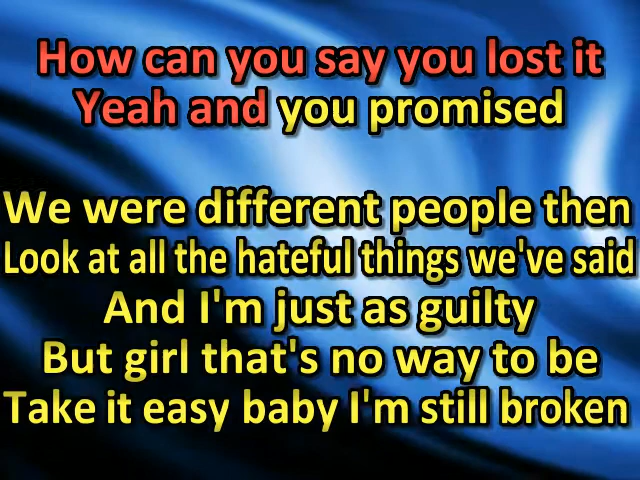 How can you say you lost it
Yeah and you promised
We were different people then
Look at all the hateful things we've said
And I'm just as guilty
But girl that's no way to be
Take it easy baby I'm still broken